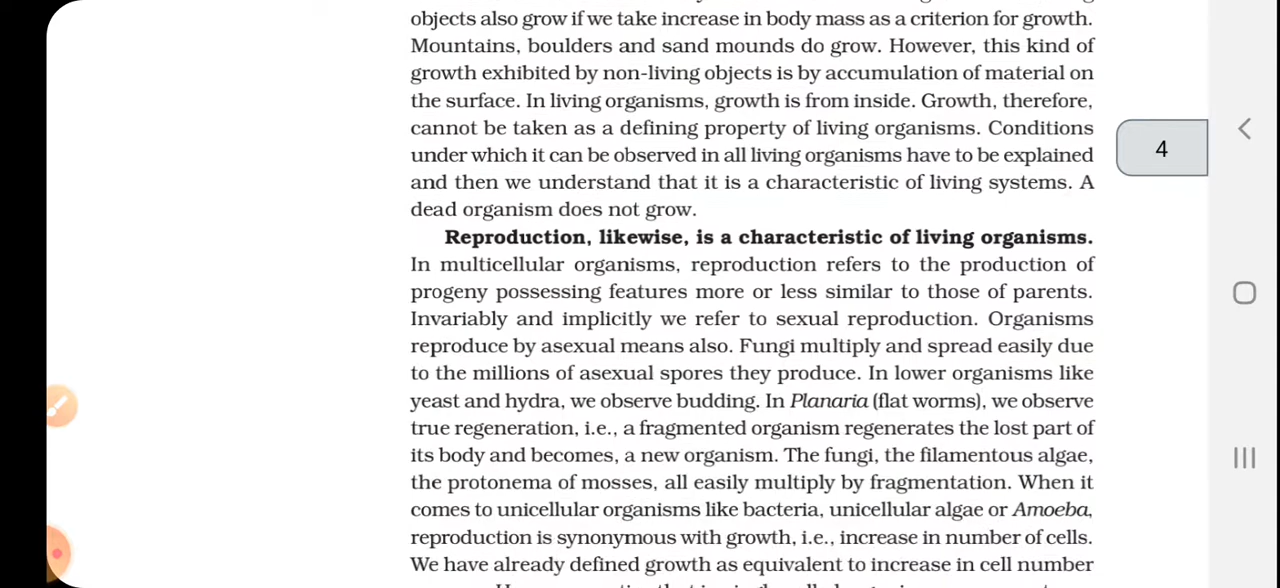 objects also grow if we take increase in body mass as a criterion for growth.
Mountains, boulders and sand mounds do grow. However, this kind of
growth exhibited by non-living objects is by accumulation of material on
the surface. In living organisms, growth is from inside. Growth, therefore,
cannot be taken as a defining property of living organisms. Conditions
under which it can be observed in all living organisms have to be explained
and then we understand that it is a characteristic of living systems. A
dead organism does not grow.
4
Reproduction, likewise, is a characteristic of living organisms.
In multicellular organisms, reproduction refers to the production of
progeny possessing features more or less similar to those of parents.
Invariably and implicitly we refer to sexual reproduction. Organisms
reproduce by asexual means also. Fungi multiply and spread easily due
to the millions of asexual spores they produce. In lower organisms like
yeast and hydra, we observe budding. In Planaria (flat worms), we observe
true regeneration, i.e., a fragmented organism regenerates the lost part of
its body and becomes, a new organism. The fungi, the filamentous algae,
the protonema of mosses, all easily multiply by fragmentation. When it
comes to unicellular organisms like bacteria, unicellular algae or Amoeba,
reproduction is synonymous with growth, i.e., increase in number of cells.
We have already defined growth as equivalent to increase in cell number